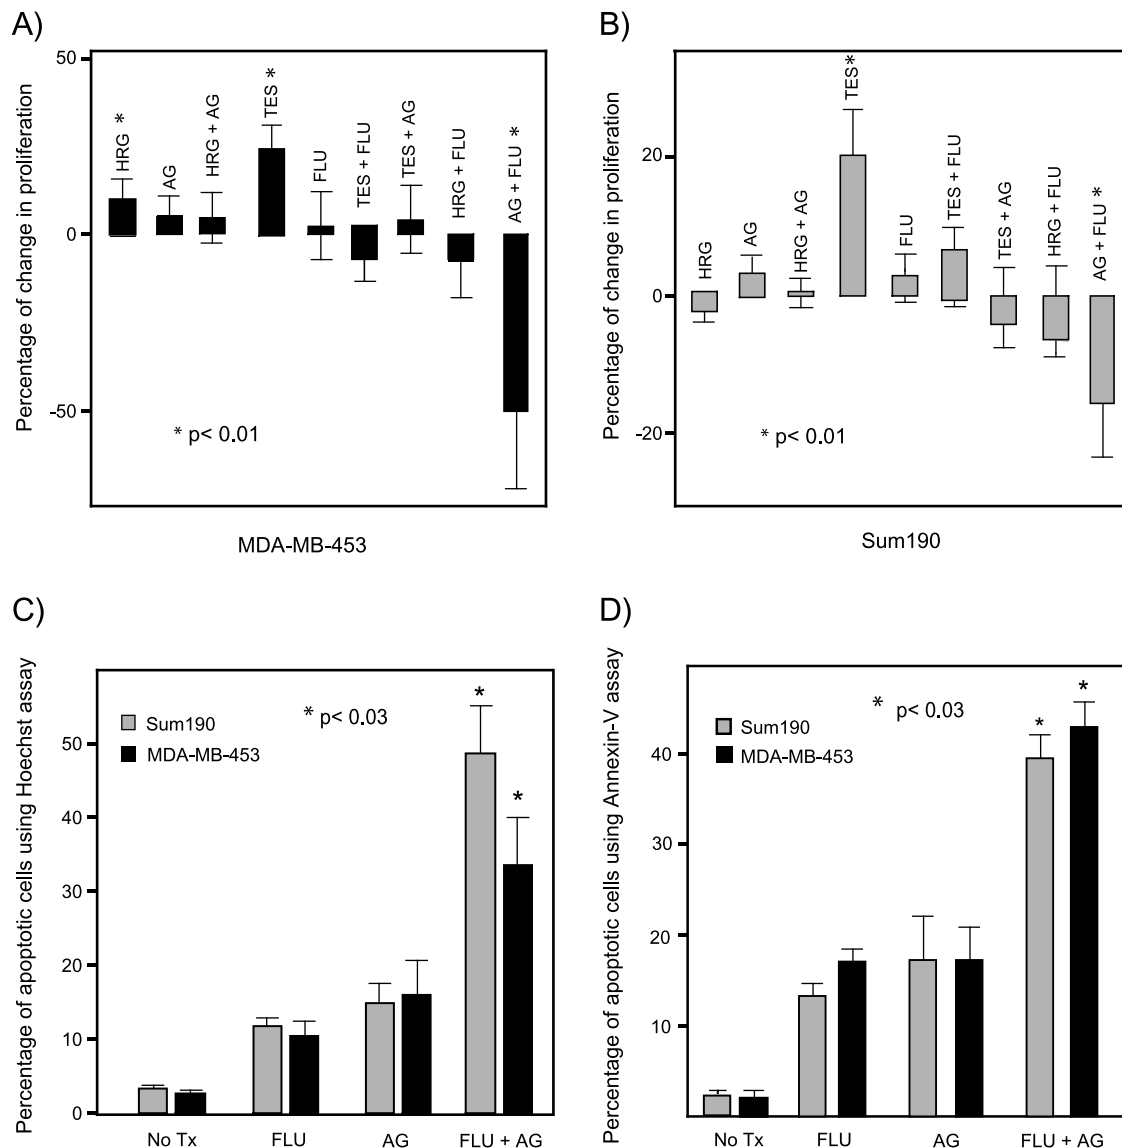 A)
Percentage of change in proliferation
50
0
-50
HRG *
AG
HRG + AG
TES *
FLU
TES + FLU
TES + AG
HRG + FLU
AG + FLU *
* p< 0.01
MDA-MB-453
B)
Percentage of change in proliferation
20
0
-20
HRG
AG
HRG + AG
TES*
FLU
TES + FLU
TES + AG
HRG + FLU
AG + FLU *
* p< 0.01
Sum190
C)
Percentage of apoptotic cells using Hoechst assay
50
40
30
20
10
0
Sum190
MDA-MB-453
* p< 0.03
*
*
No Tx
FLU
AG
FLU + AG
D)
Percentage of apoptotic cells using Annexin-V assay
40
30
20
10
Sum190
MDA-MB-453
* p< 0.03
*
*
No Tx
FLU
AG
FLU + AG